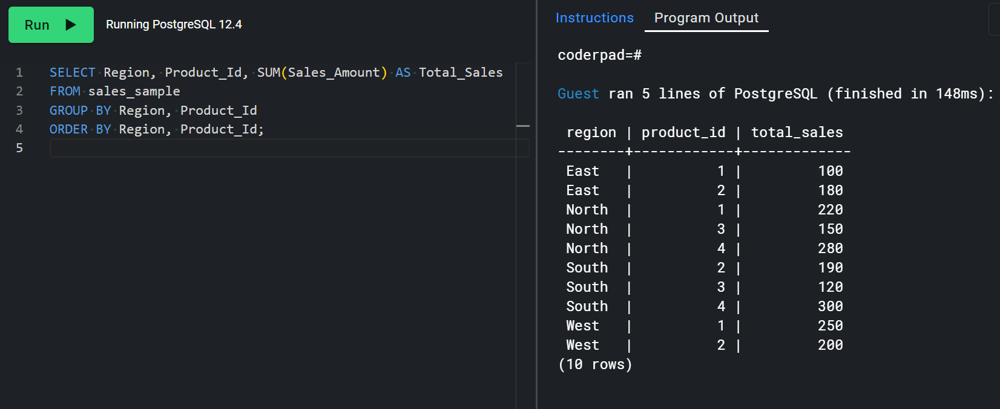 Run
Running PostgreSQL 12.4
1 SELECT Region, Product_Id, SUM(Sales_Amount) AS Total_Sales
2 FROM sales_sample
3 GROUP BY Region, Product_Id
4 ORDER BY Region, Product_Id;
5
Instructions Program Output
coderpad=#
Guest ran 5 lines of PostgreSQL (finished in 148ms):
 region | product_id | total_sales
--------+------------+-------------
 East   |          1 |         100
 East   |          2 |         180
 North  |          1 |         220
 North  |          3 |         150
 North  |          4 |         280
 South  |          2 |         190
 South  |          3 |         120
 South  |          4 |         300
 West   |          1 |         250
 West   |          2 |         200
(10 rows)